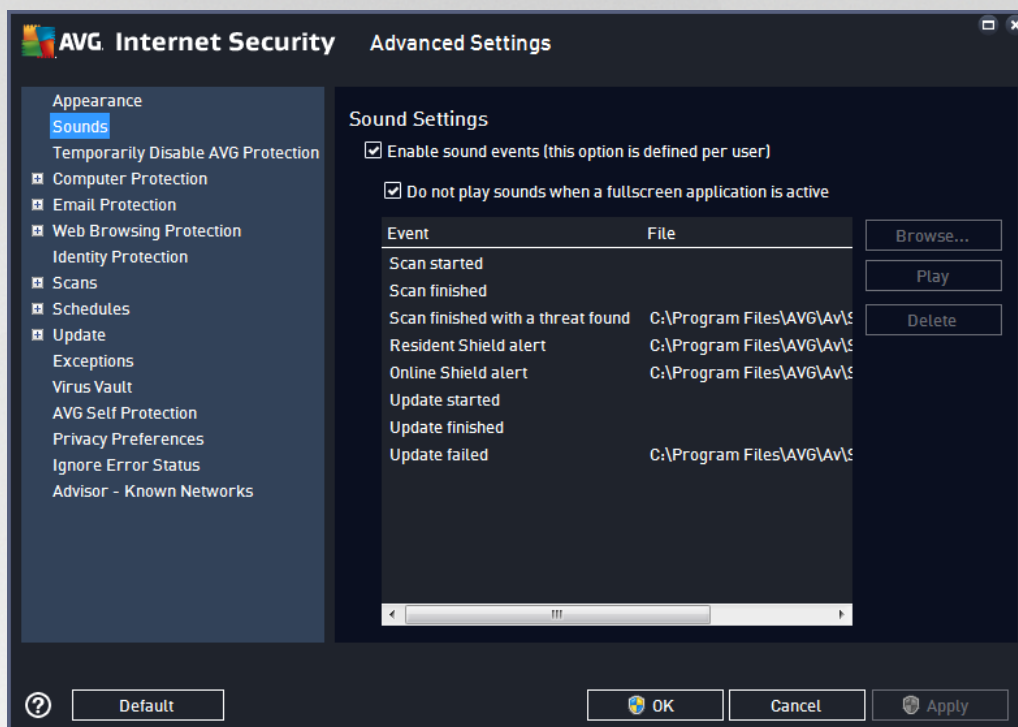 AVG. Internet Security Advanced Settings
Appearance
Sounds
Temporarily Disable AVG Protection
Computer Protection
Email Protection
Web Browsing Protection
Identity Protection
Scans
Schedules
Update
Exceptions
Virus Vault
AVG Self Protection
Privacy Preferences
Ignore Error Status
Advisor - Known Networks
Sound Settings
Enable sound events (this option is defined per user)
Do not play sounds when a fullscreen application is active
Event File
Scan started
Scan finished
Scan finished with a threat found C:\Program Files\AVG\Av\S
Resident Shield alert C:\Program Files\AVG\Av\S
Online Shield alert C:\Program Files\AVG\Av\S
Update started
Update finished
Update failed C:\Program Files\AVG\Av\S
Browse...
Play
Delete
? Default OK Cancel Apply